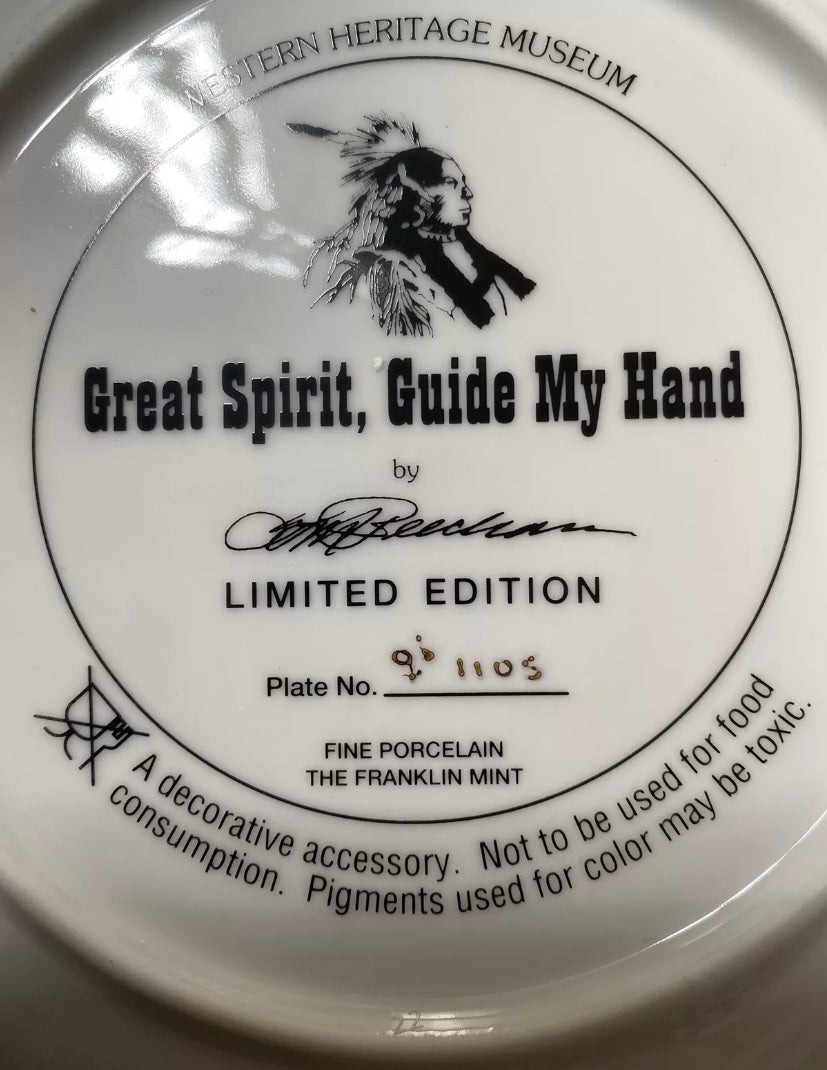 WESTERN HERITAGE MUSEUM
Great Spirit, Guide My Hand
by
LIMITED EDITION
Plate No.
FINE PORCELAIN
THE FRANKLIN MINT
A decorative accessory. Not to be used for food
consumption. Pigments used for color may be toxic.